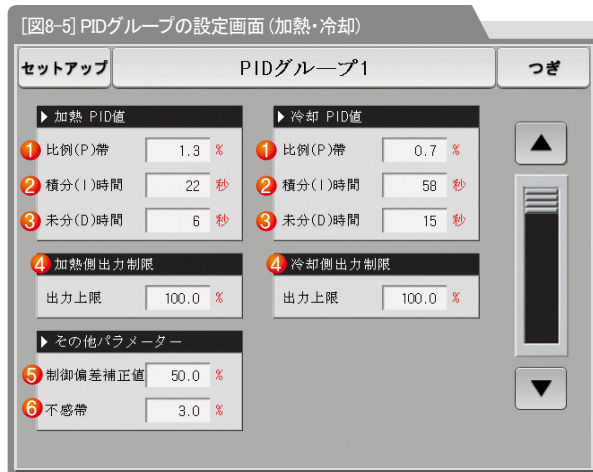 [図8-5] PIDグループの設定画面 (加熱・冷却)
セットアップ PIDグループ1 つぎ
▶ 加熱 PID値
1 比例(P)帯 1.3 %
2 積分(I)時間 22 秒
3 未分(D)時間 6 秒
▶ 冷却 PID値
1 比例(P)帯 0.7 %
2 積分(I)時間 58 秒
3 未分(D)時間 15 秒
4 加熱側出力制限
出力上限 100.0 %
4 冷却側出力制限
出力上限 100.0 %
▶ その他パラメーター
5 制御偏差補正値 50.0 %
6 不感帯 3.0 %